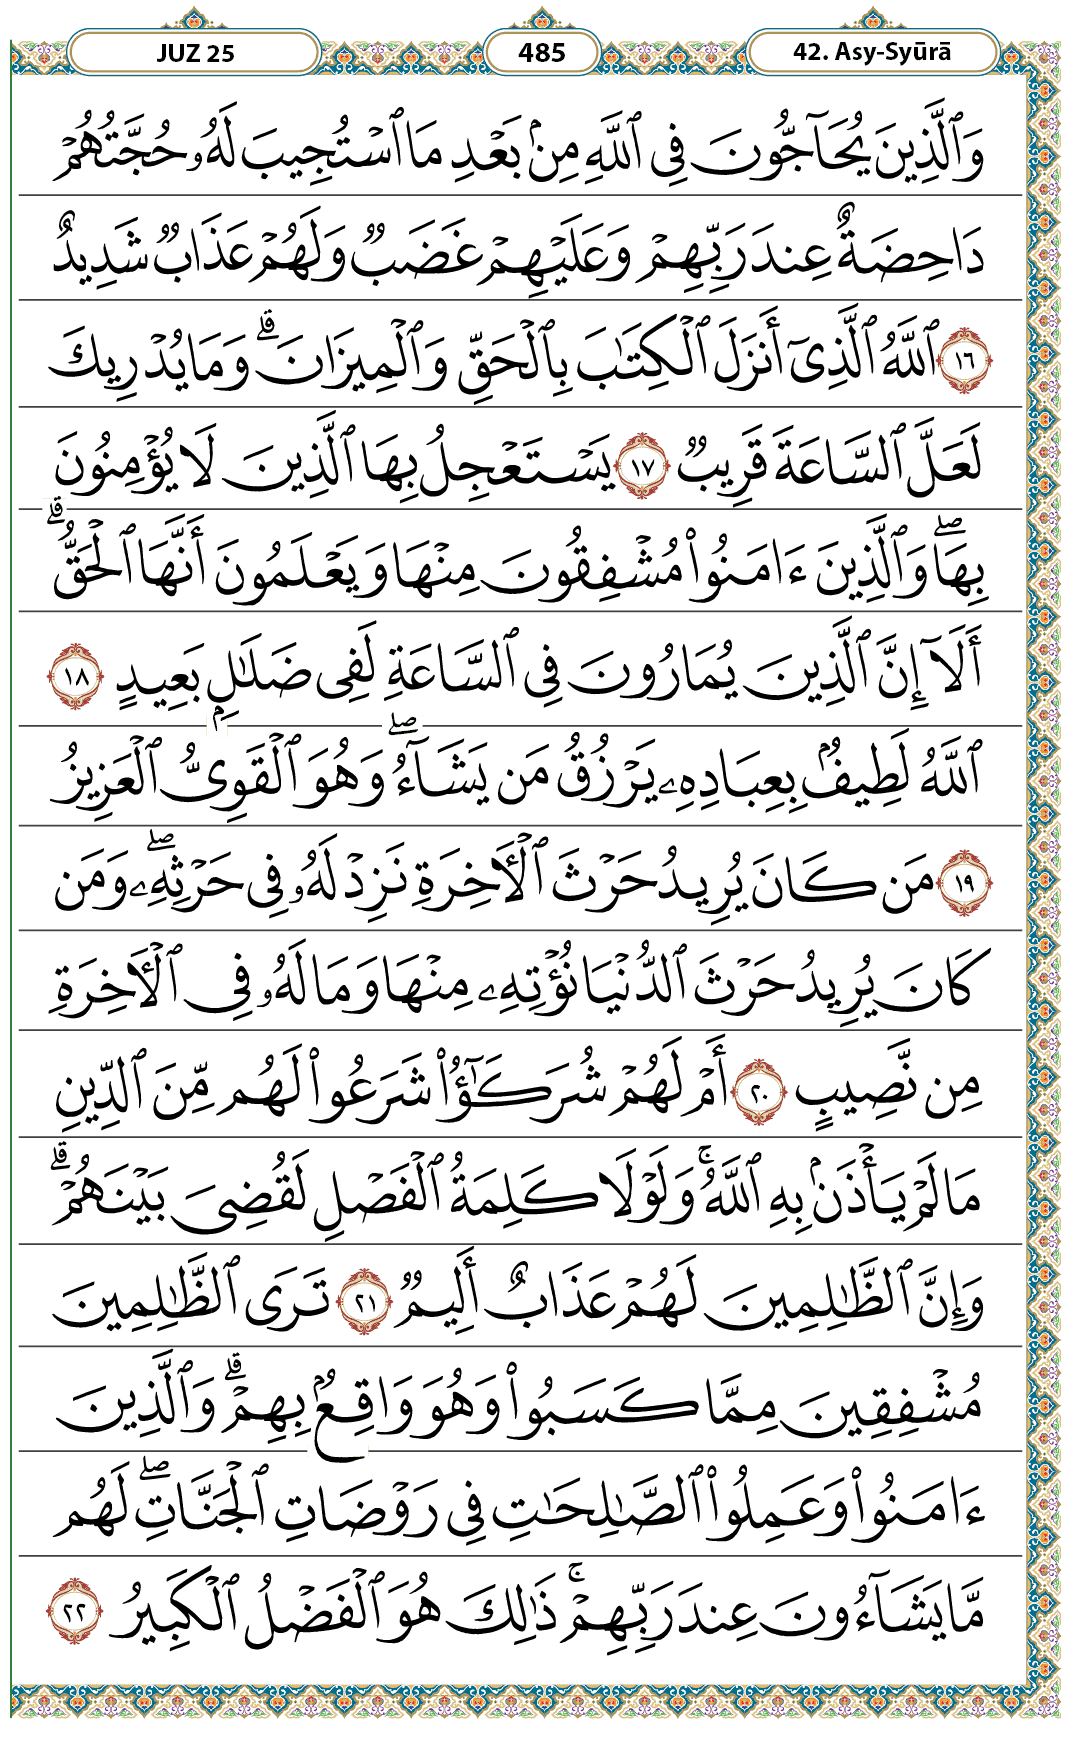 JUZ 25
485
42. Asy-Syūrā
وَٱلَّذِينَ يُحَآجُّونَ فِى ٱللَّهِ مِنۢ بَعْدِ مَا ٱسْتُجِيبَ لَهُۥ حُجَّتُهُمْ
دَاحِضَةٌ عِندَ رَبِّهِمْ وَعَلَيْهِمْ غَضَبٌ وَلَهُمْ عَذَابٌ شَدِيدٌ
١٦ ٱللَّهُ ٱلَّذِىٓ أَنزَلَ ٱلْكِتَٰبَ بِٱلْحَقِّ وَٱلْمِيزَانَ ۗ وَمَا يُدْرِيكَ
لَعَلَّ ٱلسَّاعَةَ قَرِيبٌ ١٧ يَسْتَعْجِلُ بِهَا ٱلَّذِينَ لَا يُؤْمِنُونَ
بِهَا ۖ وَٱلَّذِينَ ءَامَنُوا۟ مُشْفِقُونَ مِنْهَا وَيَعْلَمُونَ أَنَّهَا ٱلْحَقُّ ۗ
أَلَآ إِنَّ ٱلَّذِينَ يُمَارُونَ فِى ٱلسَّاعَةِ لَفِى ضَلَٰلٍۭ بَعِيدٍ ١٨
ٱللَّهُ لَطِيفٌۢ بِعِبَادِهِۦ يَرْزُقُ مَن يَشَآءُ ۖ وَهُوَ ٱلْقَوِىُّ ٱلْعَزِيزُ
١٩ مَن كَانَ يُرِيدُ حَرْثَ ٱلْءَاخِرَةِ نَزِدْ لَهُۥ فِى حَرْثِهِۦ ۖ وَمَن
كَانَ يُرِيدُ حَرْثَ ٱلدُّنْيَا نُؤْتِهِۦ مِنْهَا وَمَا لَهُۥ فِى ٱلْءَاخِرَةِ
مِن نَّصِيبٍ ٢٠ أَمْ لَهُمْ شُرَكَٰٓؤُا۟ شَرَعُوا۟ لَهُم مِّنَ ٱلدِّينِ
مَا لَمْ يَأْذَنۢ بِهِ ٱللَّهُ ۚ وَلَوْلَا كَلِمَةُ ٱلْفَصْلِ لَقُضِىَ بَيْنَهُمْ ۗ
وَإِنَّ ٱلظَّٰلِمِينَ لَهُمْ عَذَابٌ أَلِيمٌ ٢١ تَرَى ٱلظَّٰلِمِينَ
مُشْفِقِينَ مِمَّا كَسَبُوا۟ وَهُوَ وَاقِعٌۢ بِهِمْ ۗ وَٱلَّذِينَ
ءَامَنُوا۟ وَعَمِلُوا۟ ٱلصَّٰلِحَٰتِ فِى رَوْضَاتِ ٱلْجَنَّاتِ ۖ لَهُم
مَّا يَشَآءُونَ عِندَ رَبِّهِمْ ۚ ذَٰلِكَ هُوَ ٱلْفَضْلُ ٱلْكَبِيرُ ٢٢